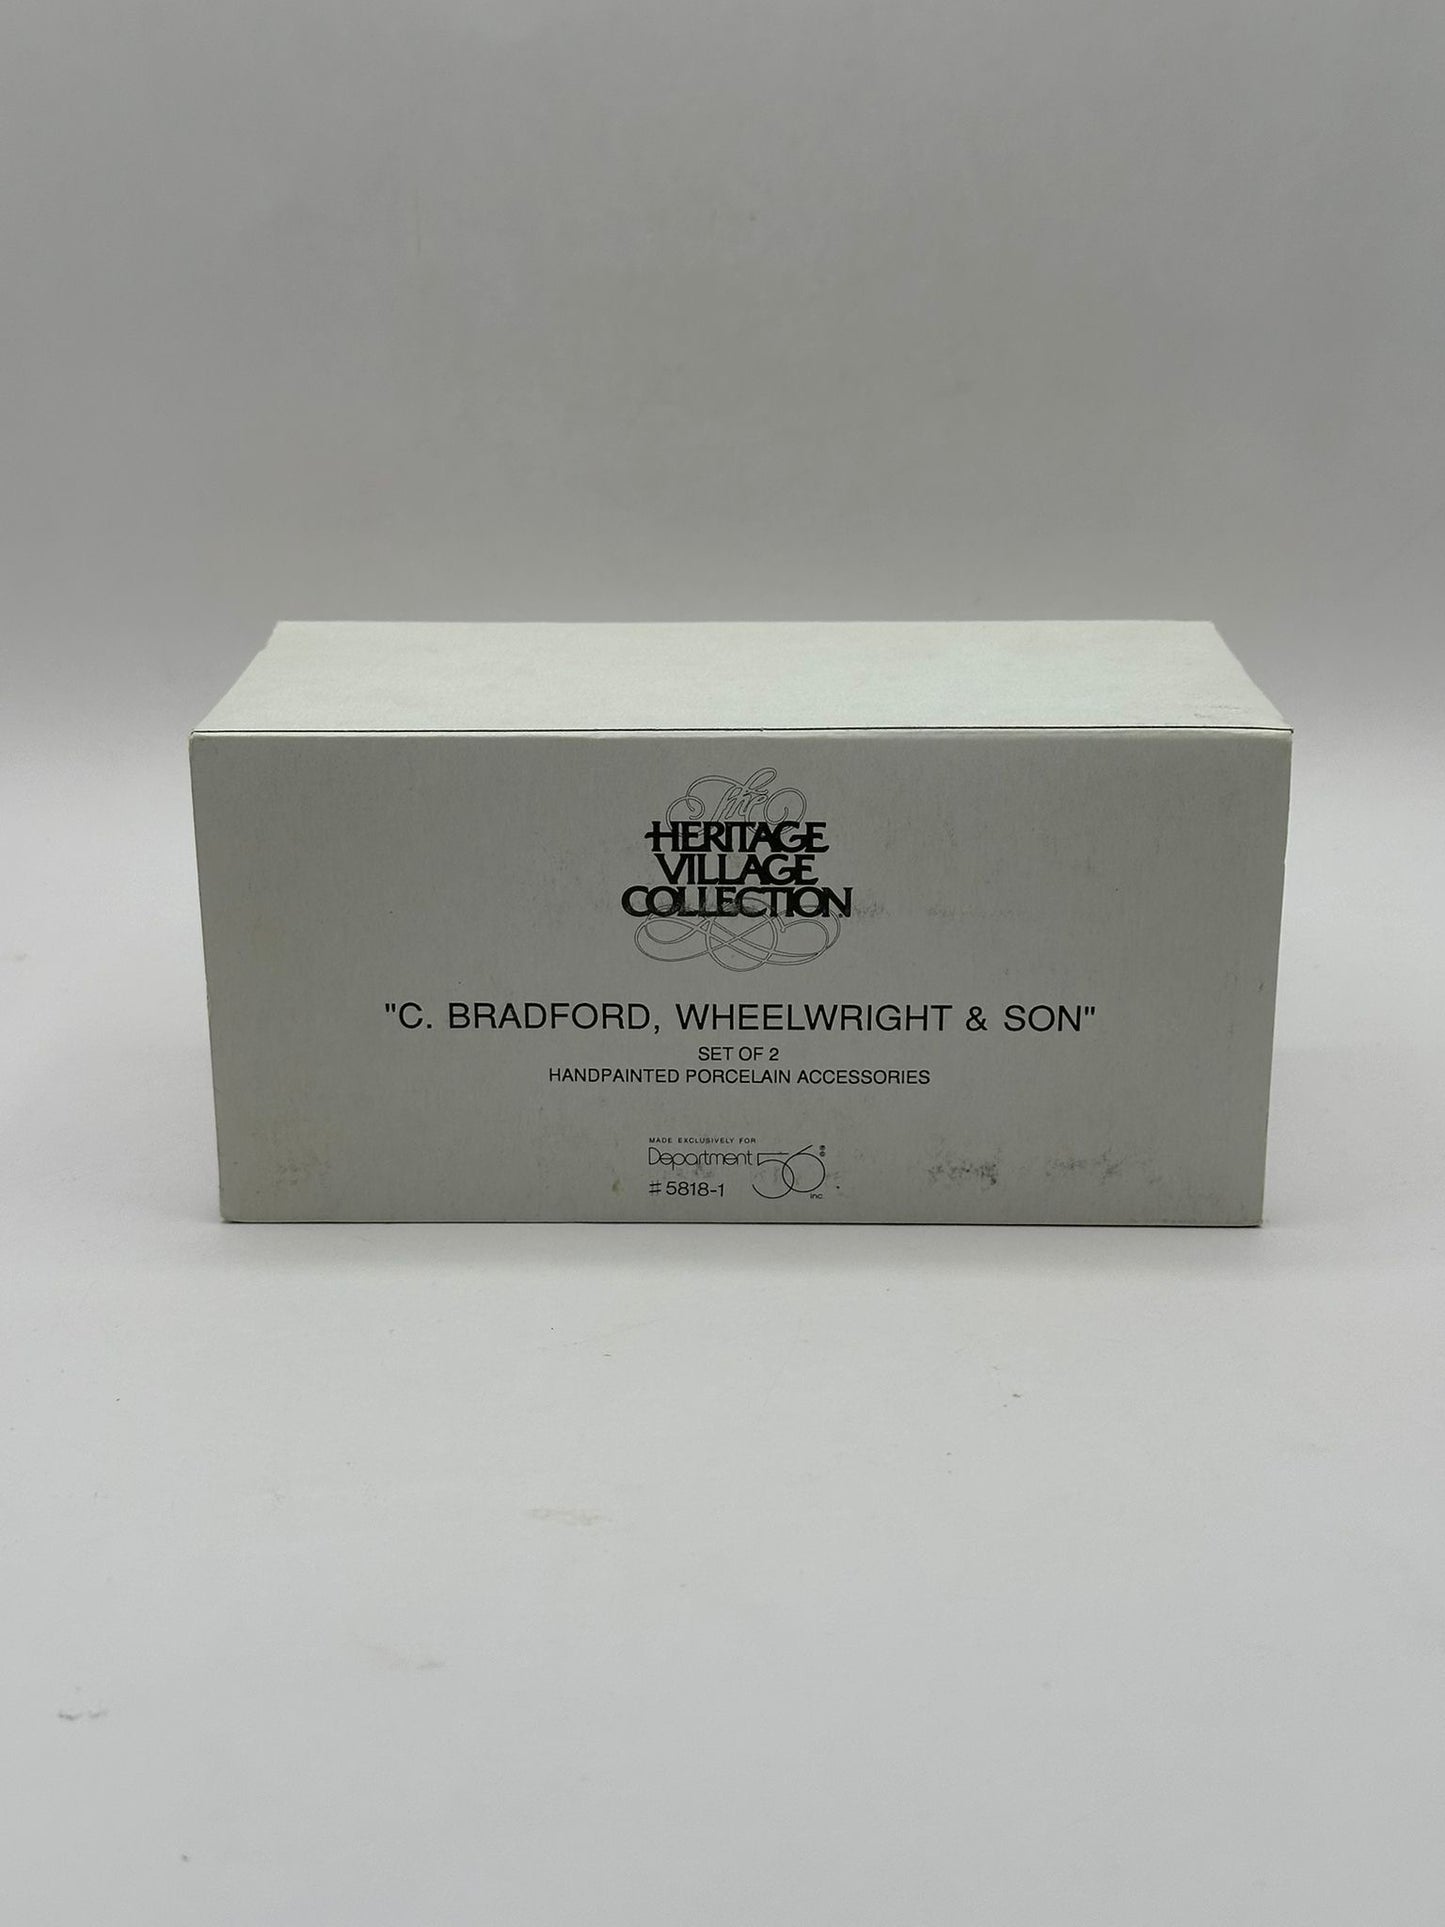 The
HERITAGE
VILLAGE
COLLECTION
"C. BRADFORD, WHEELWRIGHT & SON"
SET OF 2
HANDPAINTED PORCELAIN ACCESSORIES
MADE EXCLUSIVELY FOR
Department 56 ®
#5818-1 inc.